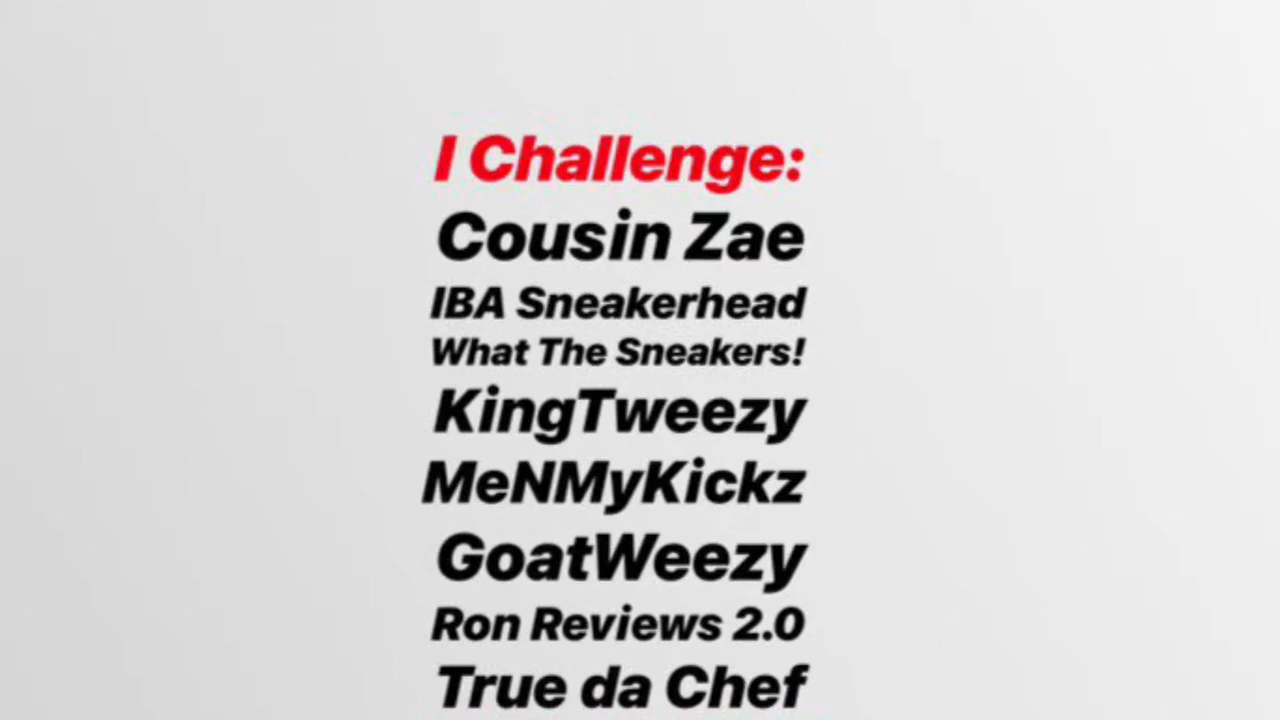 I Challenge:
Cousin Zae
IBA Sneakerhead
What The Sneakers!
KingTweezy
MeNMyKickz
GoatWeezy
Ron Reviews 2.0
True da Chef